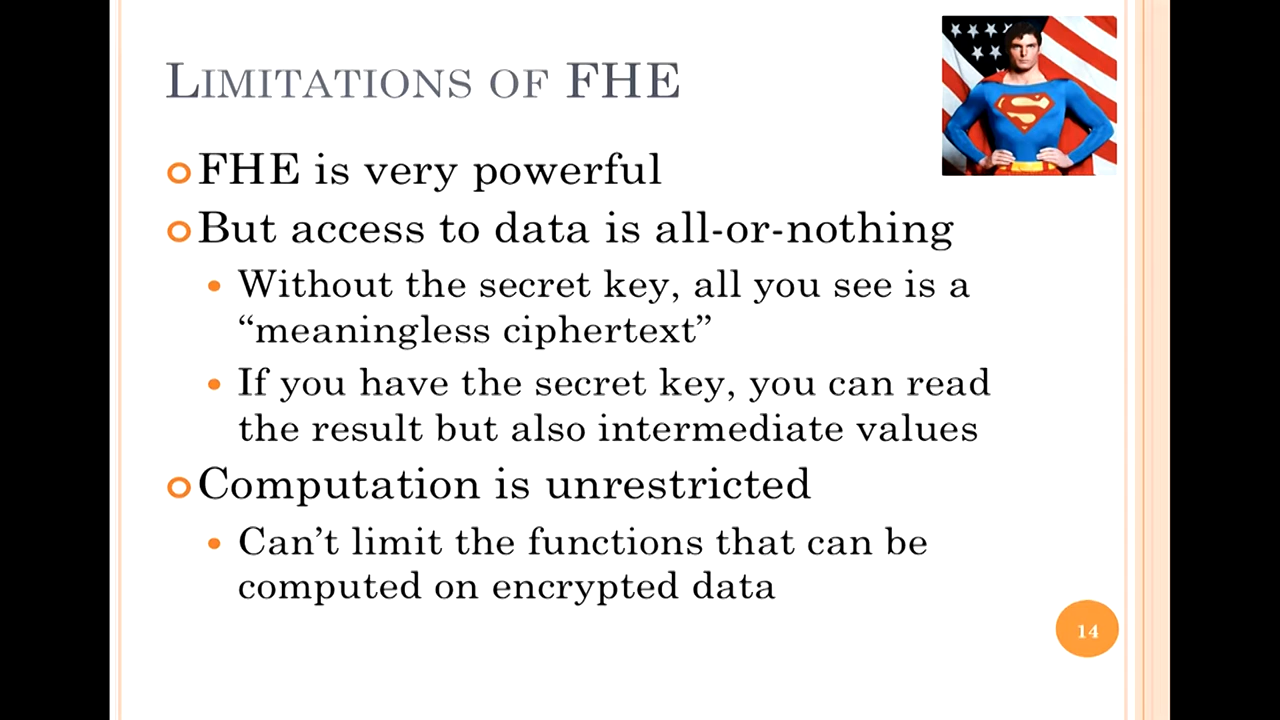 LIMITATIONS OF FHE
FHE is very powerful
But access to data is all-or-nothing
Without the secret key, all you see is a
“meaningless ciphertext”
If you have the secret key, you can read
the result but also intermediate values
Computation is unrestricted
Can’t limit the functions that can be
computed on encrypted data
14